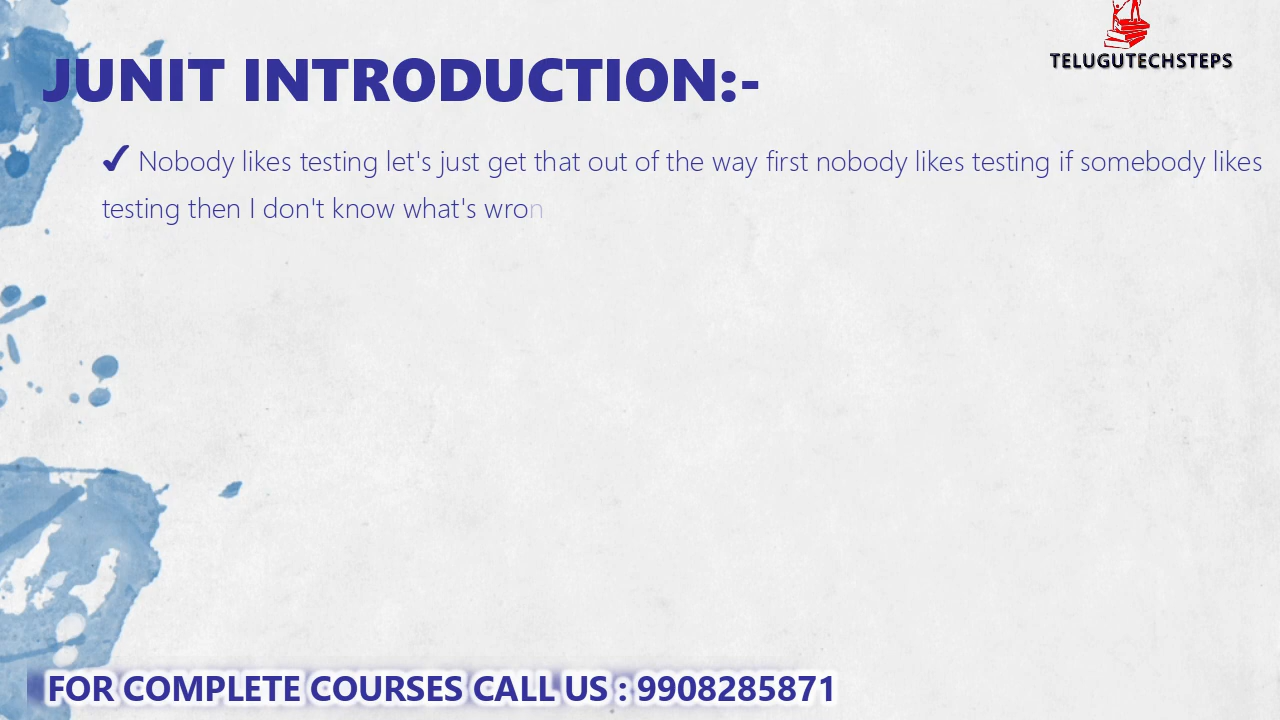 TELUGUTECHSTEPS
JUNIT INTRODUCTION:-
✓ Nobody likes testing let's just get that out of the way first nobody likes testing if somebody likes
testing then I don't know what's wron
FOR COMPLETE COURSES CALL US : 9908285871